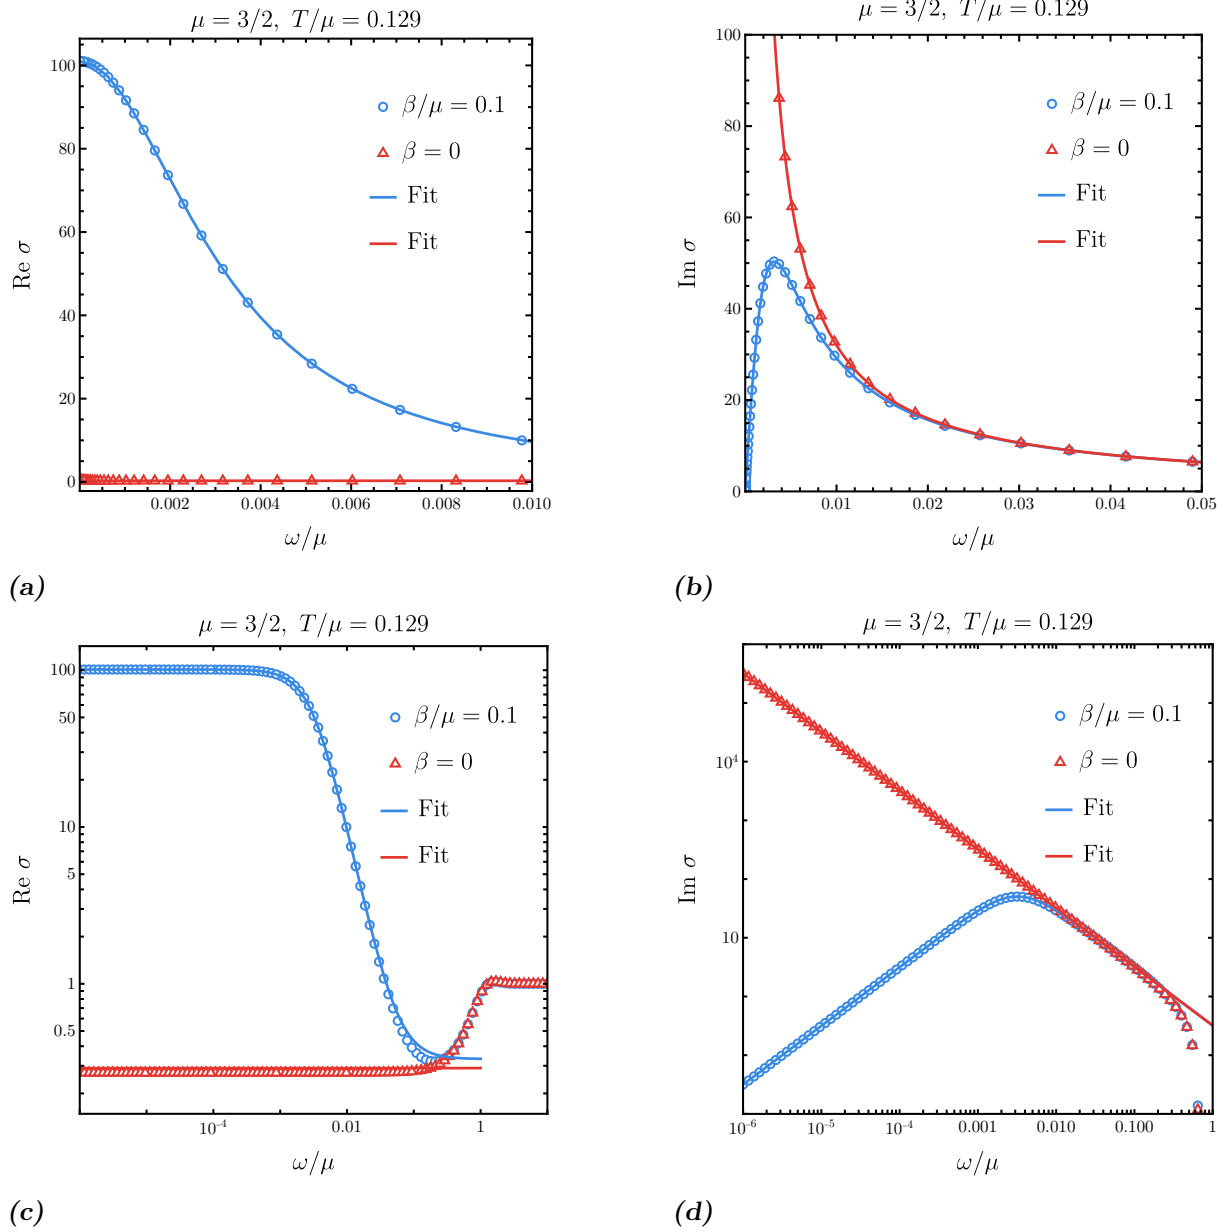 μ = 3/2, T/μ = 0.129
100
80
60
40
20
0
Re σ
0.002
0.004
0.006
0.008
0.010
ω/μ
β/μ = 0.1
β = 0
Fit
Fit
(a)
μ = 3/2, T/μ = 0.129
100
80
60
40
20
0
Im σ
0.01
0.02
0.03
0.04
0.05
ω/μ
β/μ = 0.1
β = 0
Fit
Fit
(b)
μ = 3/2, T/μ = 0.129
100
50
10
5
1
0.5
Re σ
10⁻⁴
0.01
1
ω/μ
β/μ = 0.1
β = 0
Fit
Fit
(c)
μ = 3/2, T/μ = 0.129
10⁴
10
Im σ
10⁻⁶
10⁻⁵
10⁻⁴
0.001
0.010
0.100
1
ω/μ
β/μ = 0.1
β = 0
Fit
Fit
(d)